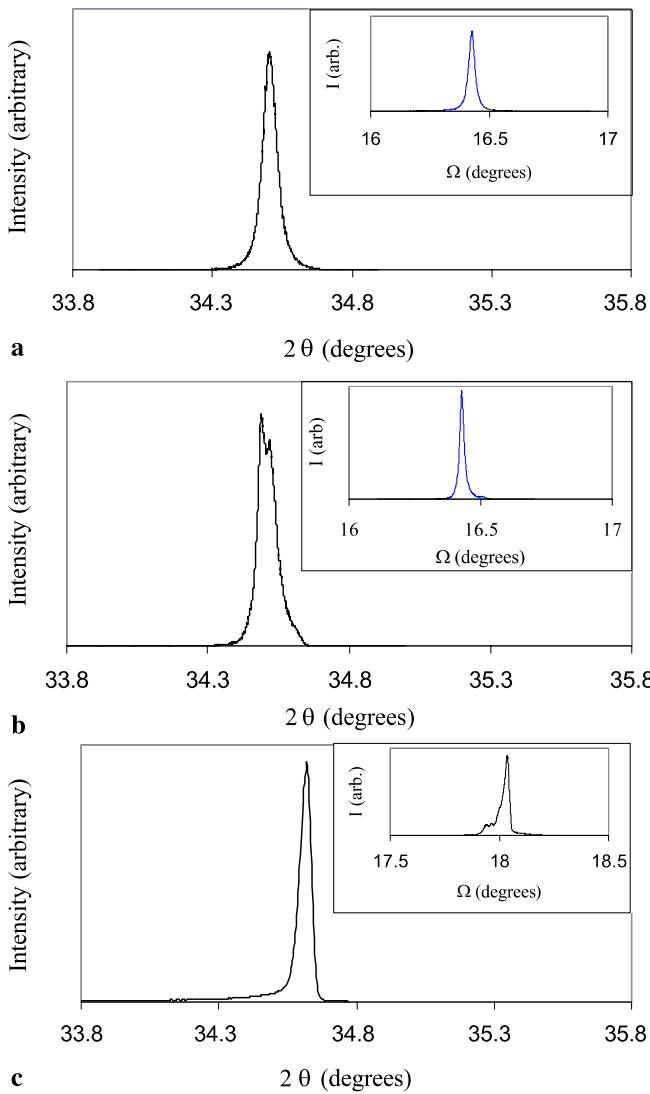 Intensity (arbitrary)
I (arb.)
16 16.5 17
Ω (degrees)
33.8 34.3 34.8 35.3 35.8
2 θ (degrees)
a
Intensity (arbitrary)
I (arb)
16 16.5 17
Ω (degrees)
33.8 34.3 34.8 35.3 35.8
2 θ (degrees)
b
Intensity (arbitrary)
I (arb.)
17.5 18 18.5
Ω (degrees)
33.8 34.3 34.8 35.3 35.8
2 θ (degrees)
c